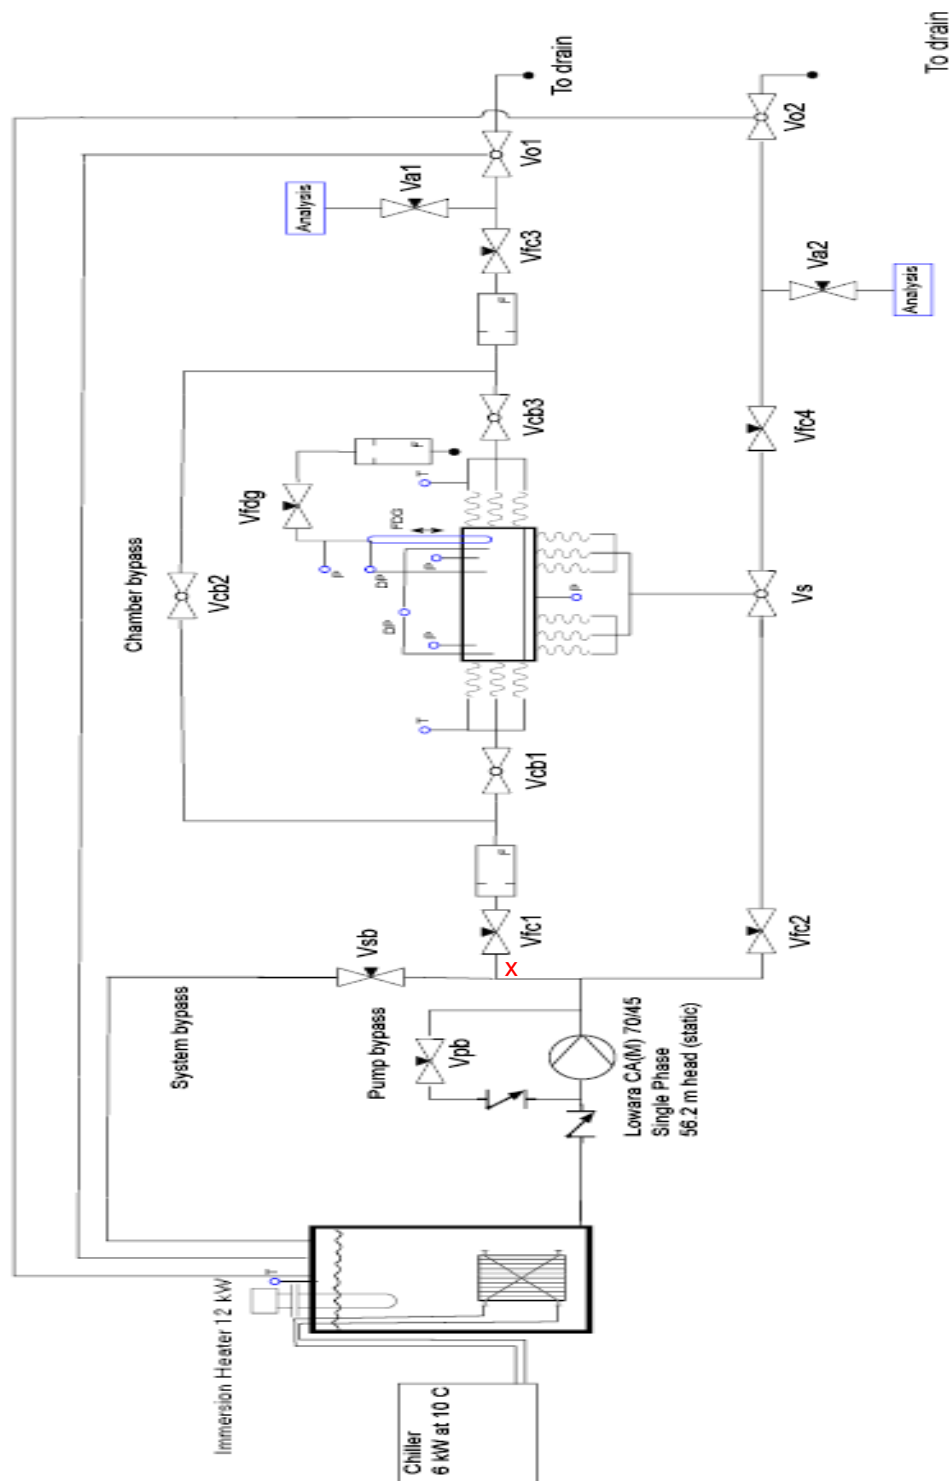 To drain
To drain
Vo1
Vo2
Va1
Analysis
Vfc3
F
Va2
Analysis
Vcb3
Vfc4
F
T
Vfdg
FDG
P
DP
P
DP
P
P
Vs
Chamber bypass
Vcb2
T
Vcb1
F
Vfc1
Vfc2
X
Vsb
System bypass
Pump bypass
Vpb
Lowara CA(M) 70/45
Single Phase
56.2 m head (static)
T
Immersion Heater 12 kW
Chiller
6 kW at 10 C